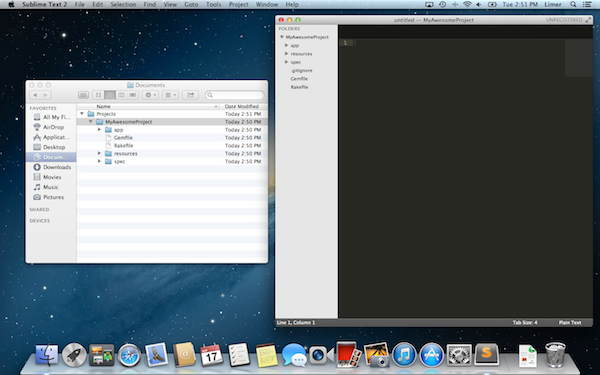 Sublime Text 2 File Edit Selection Find View Goto Tools Project Window Help Tue 2:51 PM Limer
untitled — MyAwesomeProject UNREGISTERED
FOLDERS
MyAwesomeProject
app
resources
spec
.gitignore
Gemfile
Rakefile
1
Line 1, Column 1 Tab Size: 4 Plain Text
Documents
FAVORITES
All My Fi...
AirDrop
Applicat...
Desktop
Docum...
Downloads
Movies
Music
Pictures
SHARED
DEVICES
Name Date Modified
Projects Today 2:51 PM
MyAwesomeProject Today 2:50 PM
app Today 2:50 PM
Gemfile Today 2:50 PM
Rakefile Today 2:50 PM
resources Today 2:50 PM
spec Today 2:50 PM
17